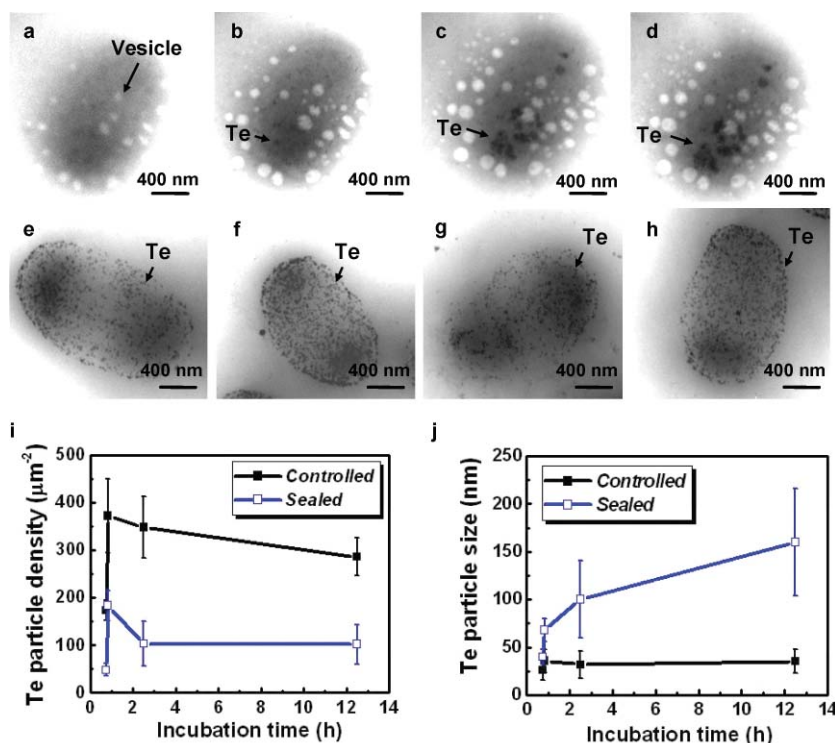 a
Vesicle
400 nm
b
Te
400 nm
c
Te
400 nm
d
Te
400 nm
e
Te
400 nm
f
Te
400 nm
g
Te
400 nm
h
Te
400 nm
i
500
400
300
200
100
0
0 2 4 6 8 10 12 14
Te particle density (μm⁻²)
Incubation time (h)
Controlled
Sealed
j
250
200
150
100
50
0
0 2 4 6 8 10 12 14
Te particle size (nm)
Incubation time (h)
Controlled
Sealed